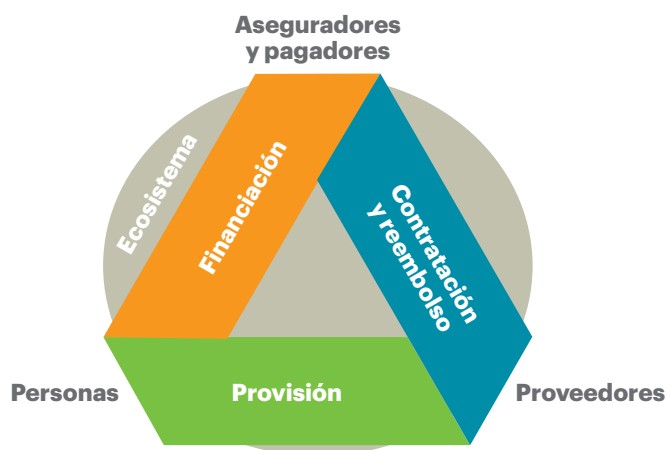 Aseguradores
y pagadores
Ecosistema
Financiación
Contratación
y reembolso
Personas
Provisión
Proveedores